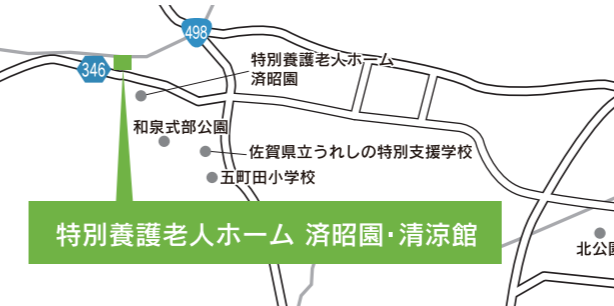 498
346
特別養護老人ホーム
済昭園
和泉式部公園
佐賀県立うれしの特別支援学校
五町田小学校
特別養護老人ホーム 済昭園・清涼館
北公園